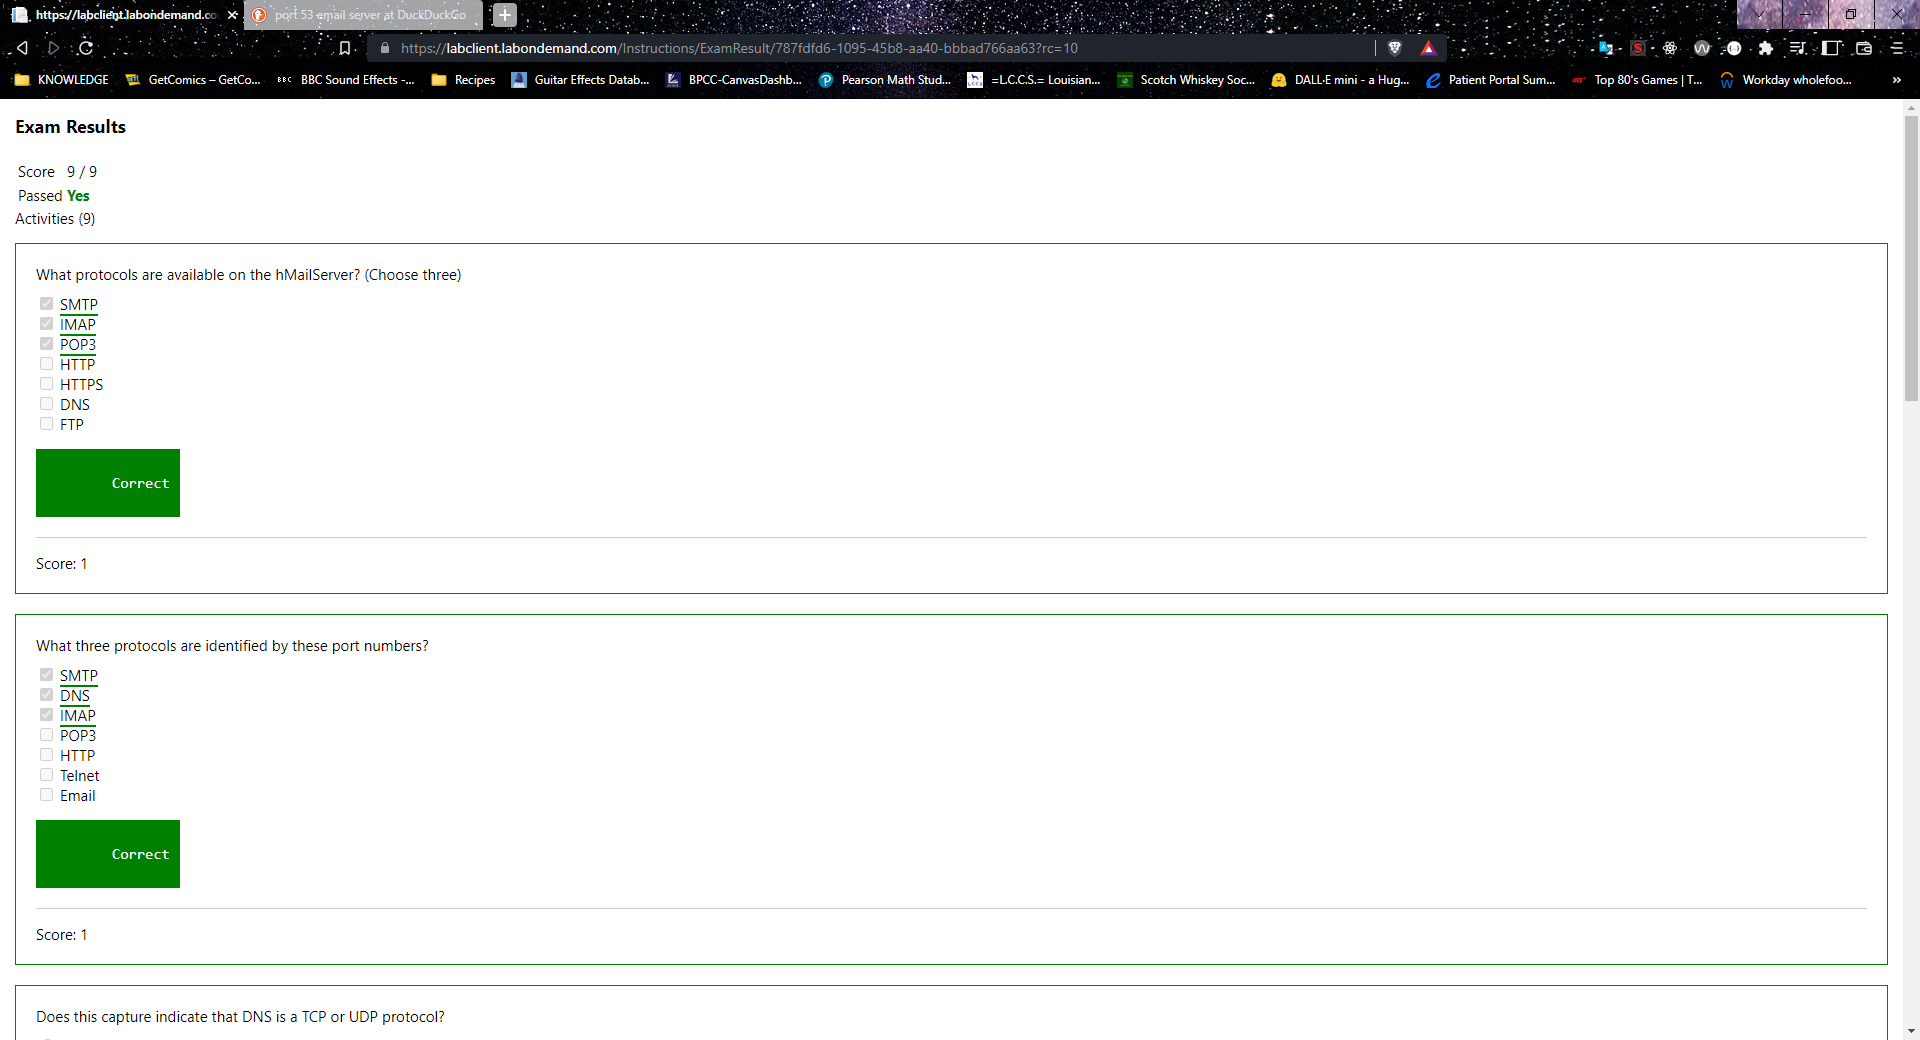 https://labclient.labondemand.co
port 53 email server at DuckDuckGo
https://labclient.labondemand.com/Instructions/ExamResult/787fdfd6-1095-45b8-aa40-bbbad766aa63?rc=10
KNOWLEDGE
GetComics – GetCo...
BBC
BBC Sound Effects -...
Recipes
Guitar Effects Datab...
BPCC-CanvasDashb...
Pearson Math Stud...
=L.C.C.S.= Louisian...
Scotch Whiskey Soc...
DALL·E mini - a Hug...
Patient Portal Sum...
Top 80's Games | T...
Workday wholefoo...
»
Exam Results
Score 9 / 9
Passed Yes
Activities (9)
What protocols are available on the hMailServer? (Choose three)
SMTP
IMAP
POP3
HTTP
HTTPS
DNS
FTP
Correct
Score: 1
What three protocols are identified by these port numbers?
SMTP
DNS
IMAP
POP3
HTTP
Telnet
Email
Correct
Score: 1
Does this capture indicate that DNS is a TCP or UDP protocol?